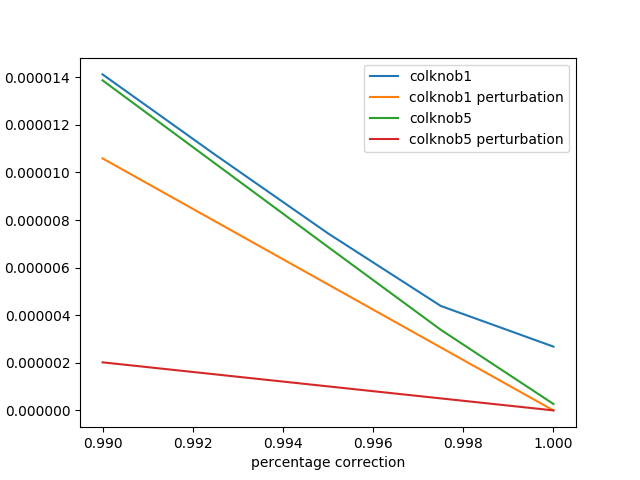 0.000014
0.000012
0.000010
0.000008
0.000006
0.000004
0.000002
0.000000
colknob1
colknob1 perturbation
colknob5
colknob5 perturbation
0.990 0.992 0.994 0.996 0.998 1.000
percentage correction